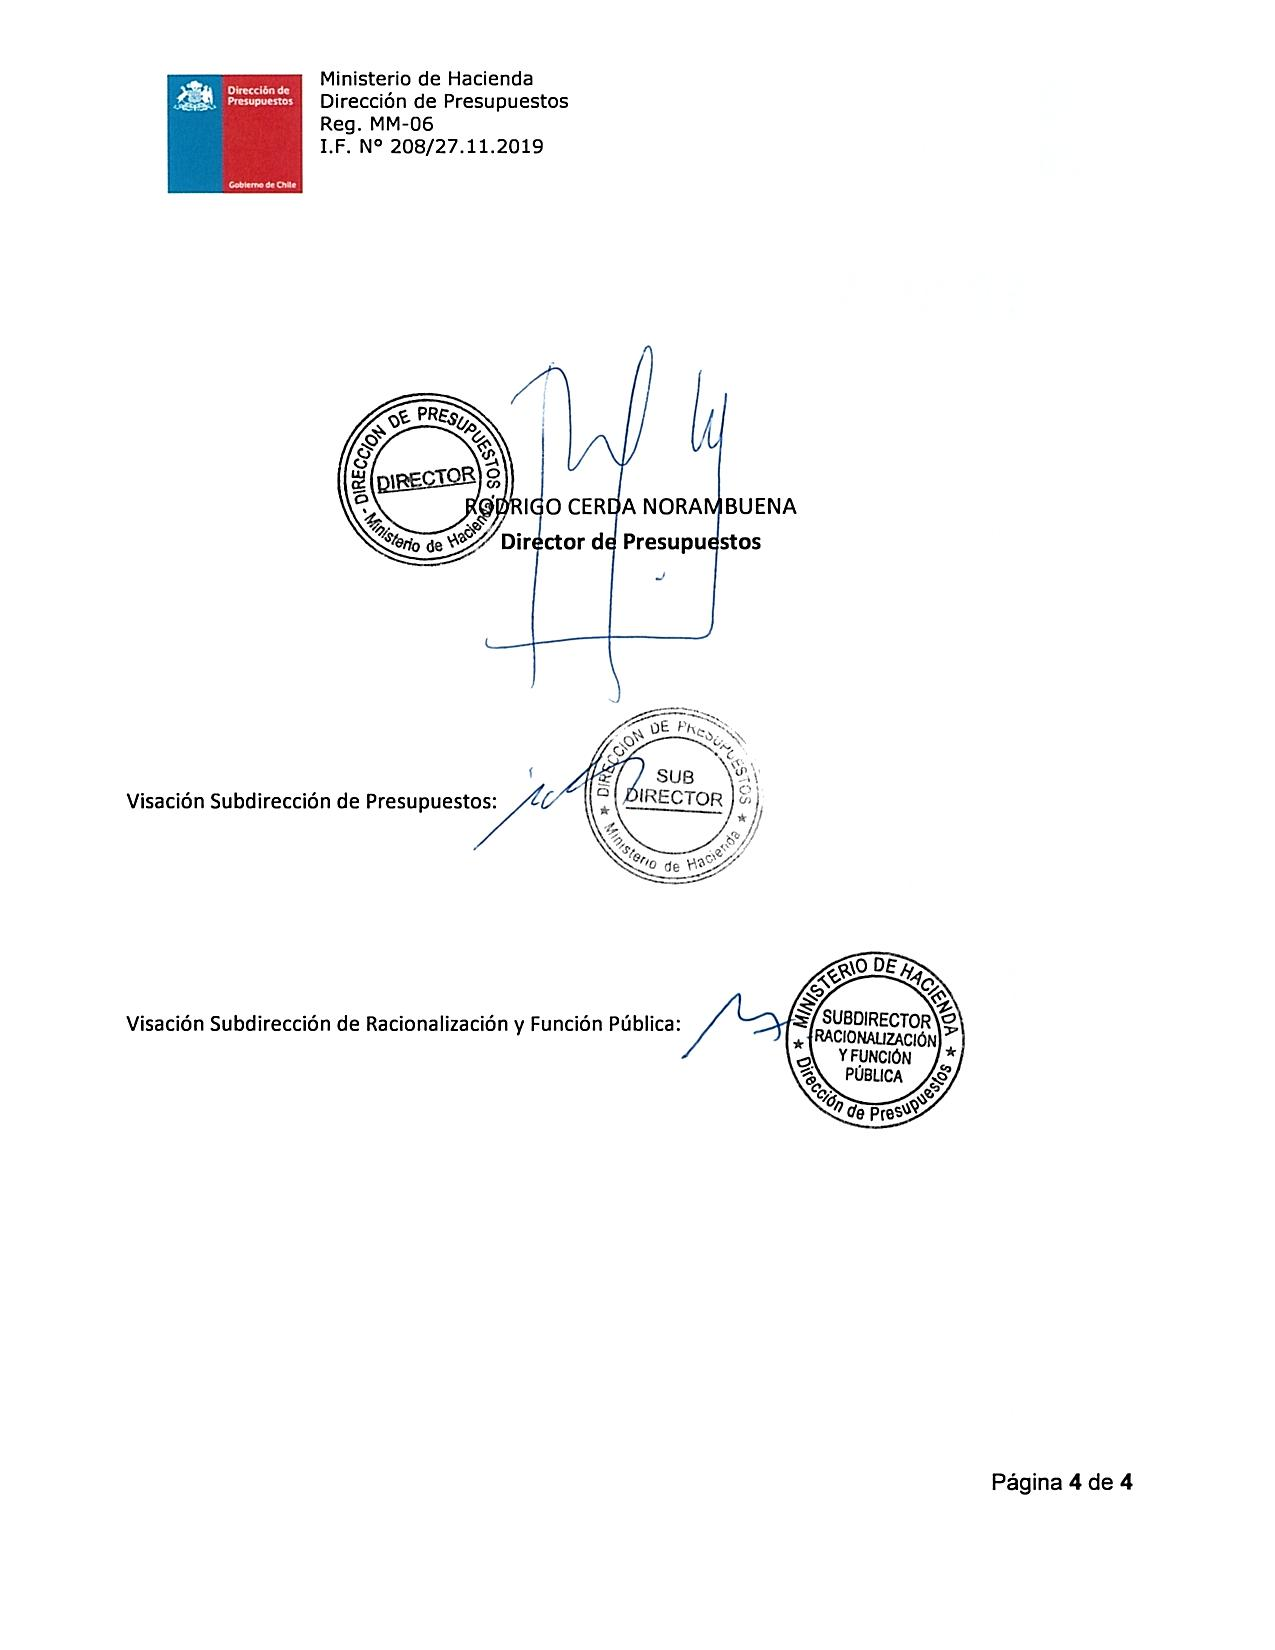 Dirección de
Presupuestos
Gobierno de Chile
Ministerio de Hacienda
Dirección de Presupuestos
Reg. MM-06
I.F. Nº 208/27.11.2019
- DIRECCION DE PRESUPUESTOS -
DIRECTOR
Ministerio de Hacienda
RODRIGO CERDA NORAMBUENA
Director de Presupuestos
Visación Subdirección de Presupuestos:
DIRECCION DE PRESUPUESTOS
SUB
DIRECTOR
★ Ministerio de Hacienda ★
Visación Subdirección de Racionalización y Función Pública:
MINISTERIO DE HACIENDA
SUBDIRECTOR
RACIONALIZACIÓN
Y FUNCIÓN
PÚBLICA
★ Dirección de Presupuestos ★
Página 4 de 4